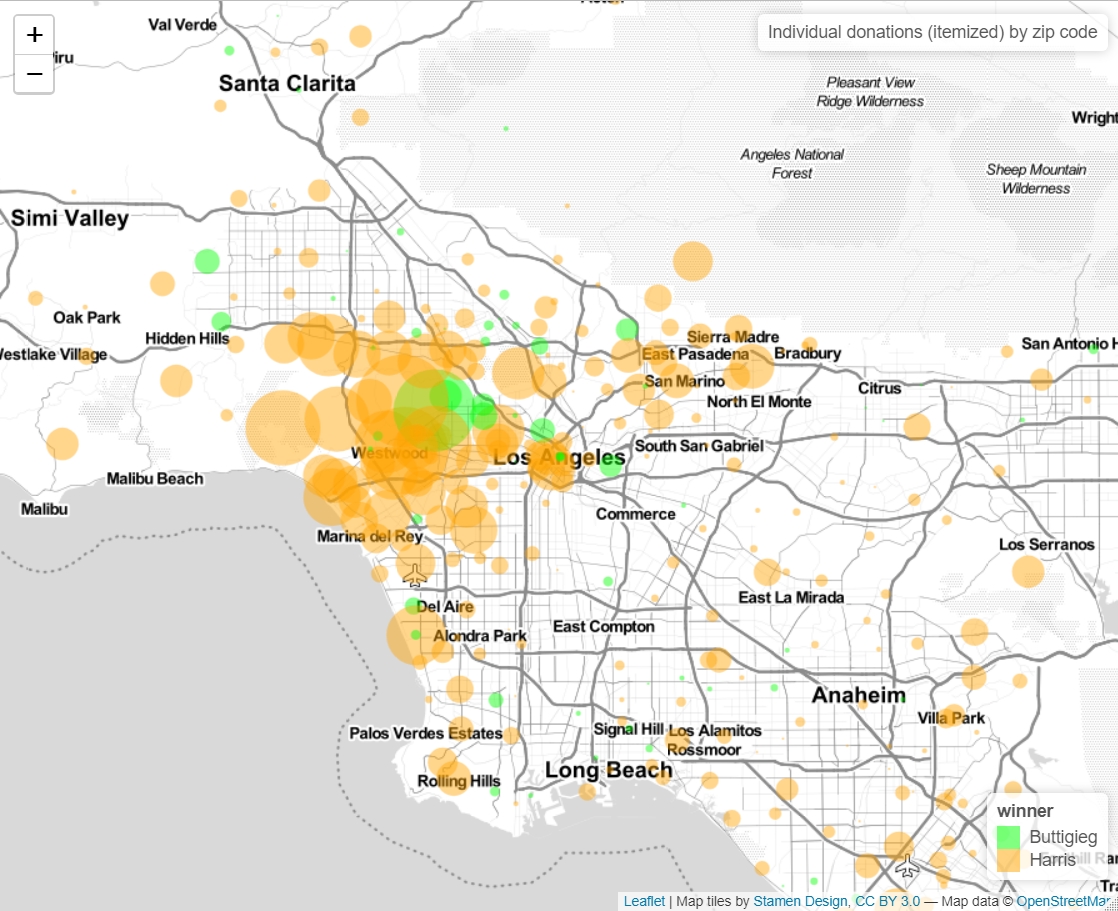 +
−
Individual donations (itemized) by zip code
Val Verde
iru
Santa Clarita
Pleasant View
Ridge Wilderness
Wright
Angeles National
Forest
Sheep Mountain
Wilderness
Simi Valley
Oak Park
Hidden Hills
Westlake Village
Sierra Madre
East Pasadena
Bradbury
San Antonio H
San Marino
Citrus
North El Monte
Westwood
Los Angeles
South San Gabriel
Malibu Beach
Malibu
Commerce
Marina del Rey
Los Serranos
East La Mirada
Del Aire
Alondra Park
East Compton
Anaheim
Villa Park
Palos Verdes Estates
Signal Hill
Los Alamitos
Rossmoor
Long Beach
Rolling Hills
winner
Buttigieg
Harris
Tra
Leaflet | Map tiles by Stamen Design, CC BY 3.0 — Map data © OpenStreetMap